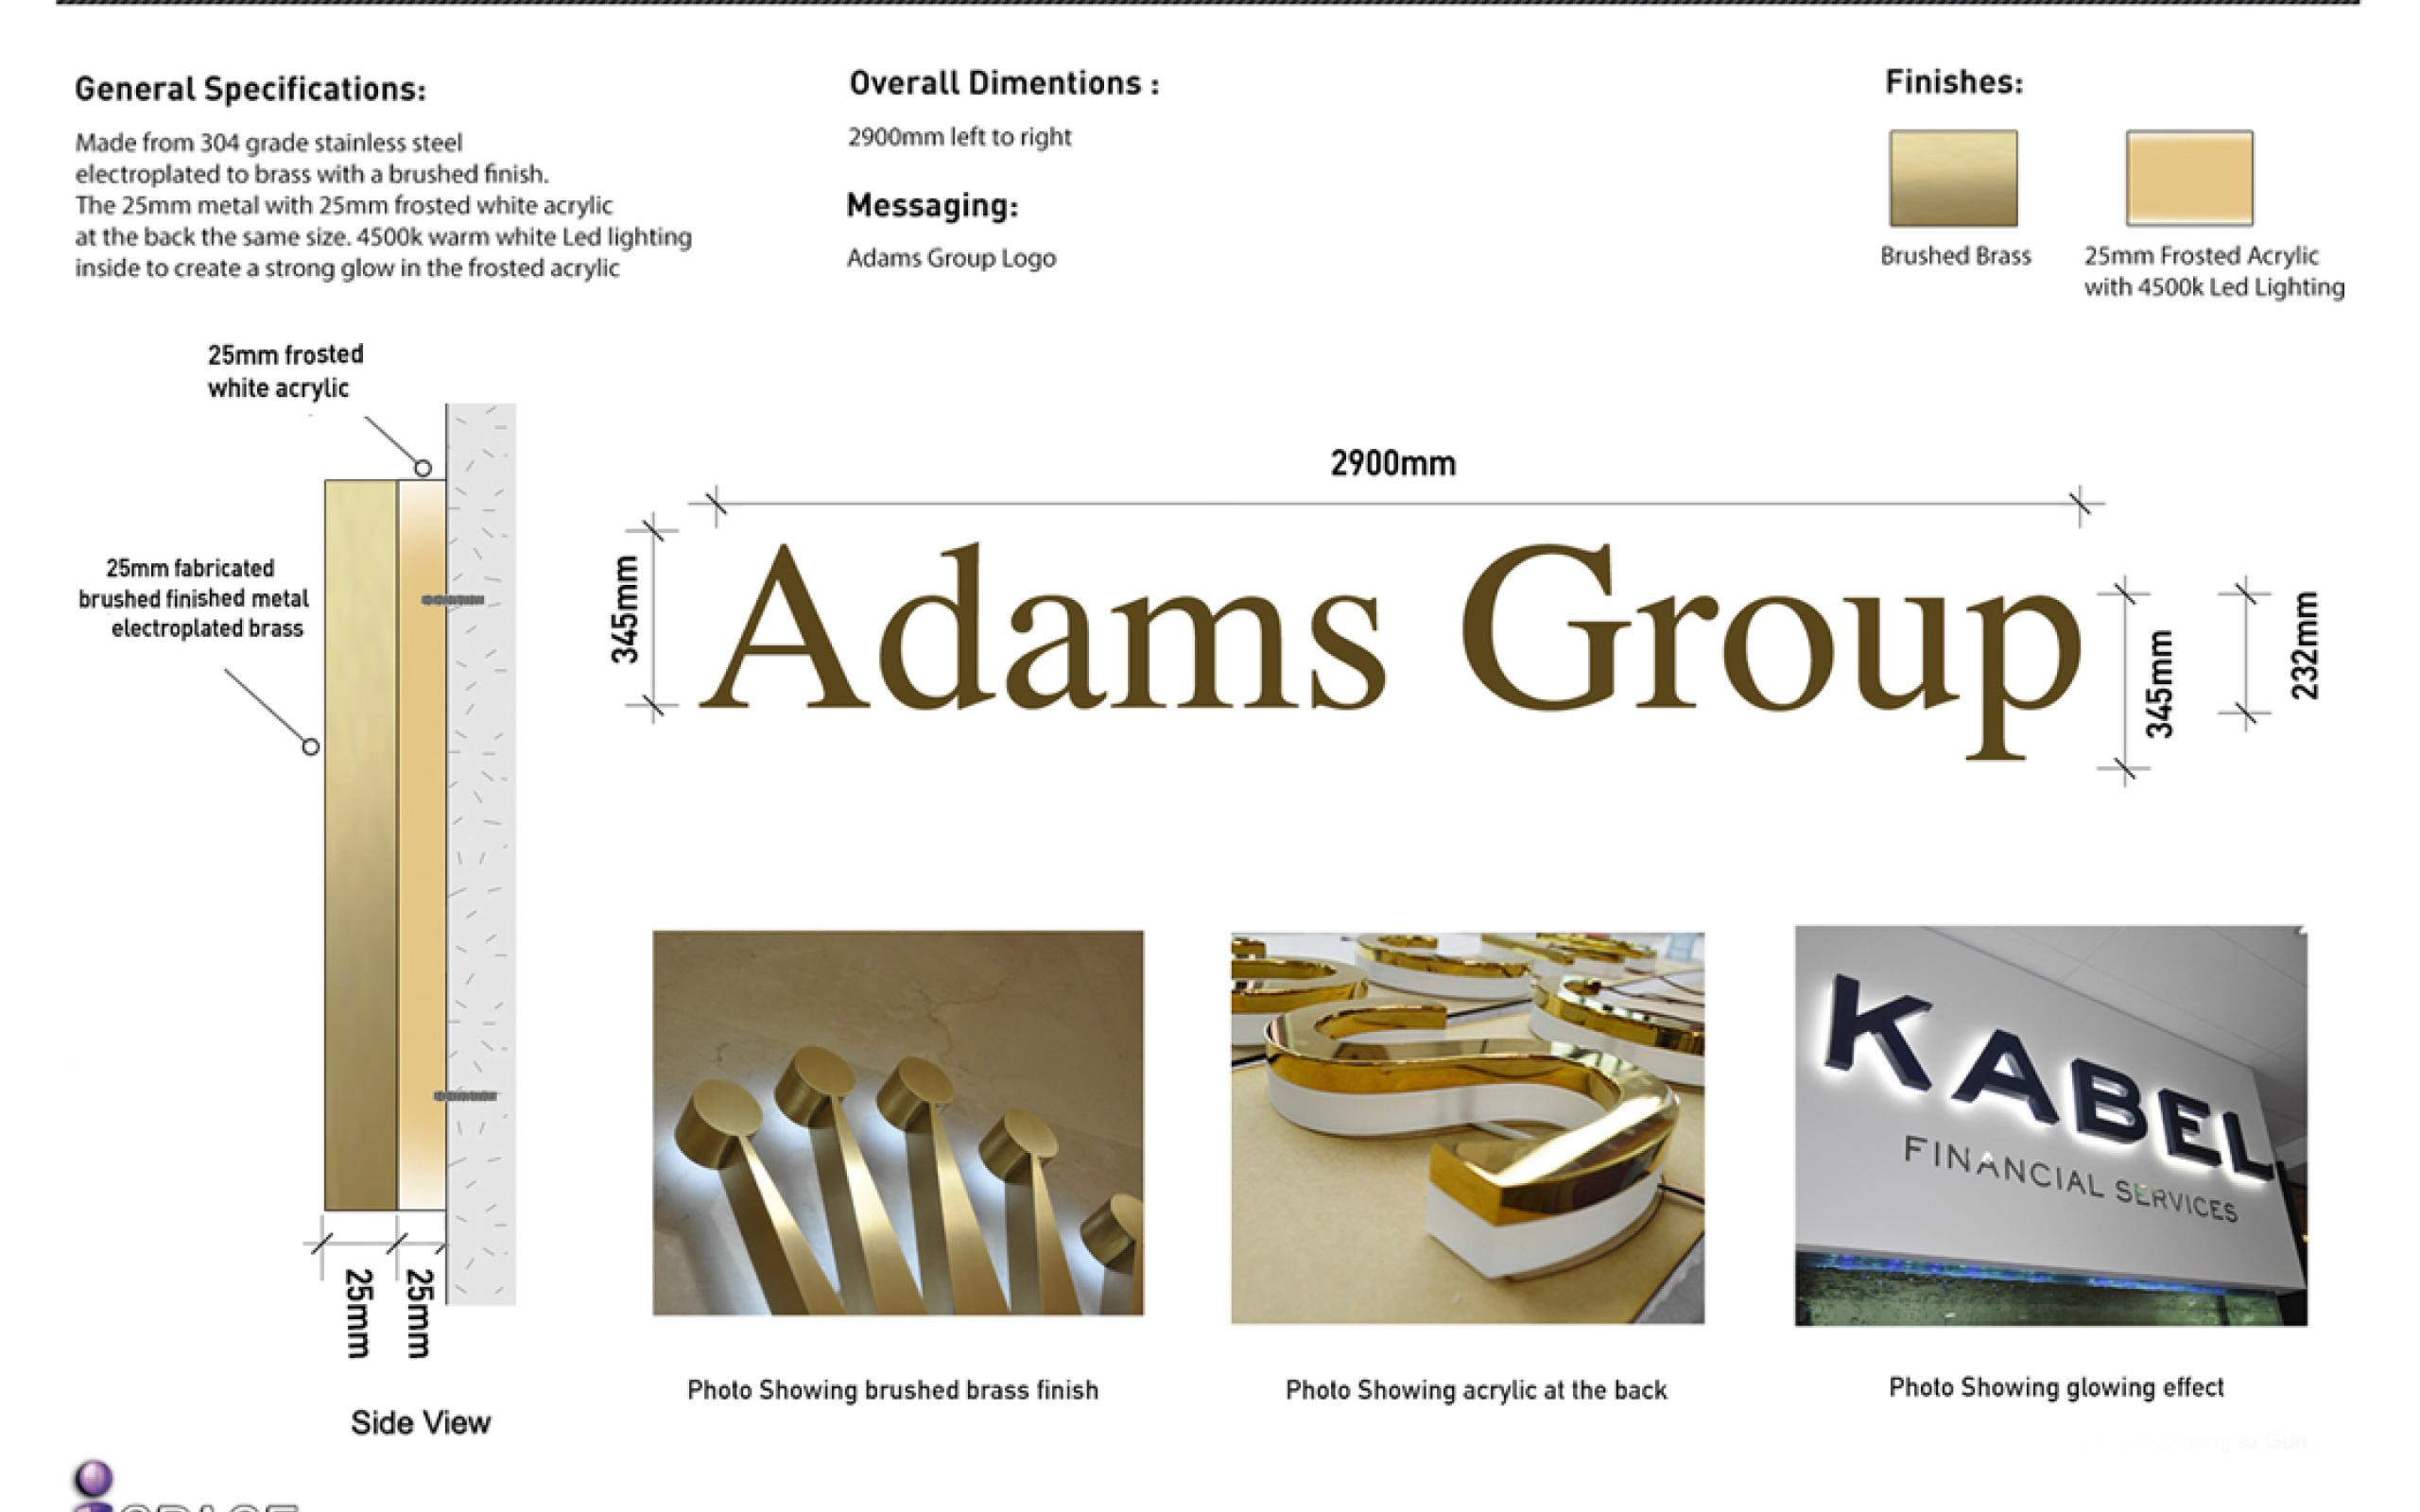 General Specifications:
Made from 304 grade stainless steel
electroplated to brass with a brushed finish.
The 25mm metal with 25mm frosted white acrylic
at the back the same size. 4500k warm white Led lighting
inside to create a strong glow in the frosted acrylic
Overall Dimentions :
2900mm left to right
Messaging:
Adams Group Logo
Finishes:
Brushed Brass
25mm Frosted Acrylic
with 4500k Led Lighting
25mm frosted
white acrylic
25mm fabricated
brushed finished metal
electroplated brass
25mm
25mm
Side View
2900mm
345mm
Adams Group
345mm
232mm
KABEL
FINANCIAL SERVICES
Photo Showing brushed brass finish
Photo Showing acrylic at the back
Photo Showing glowing effect